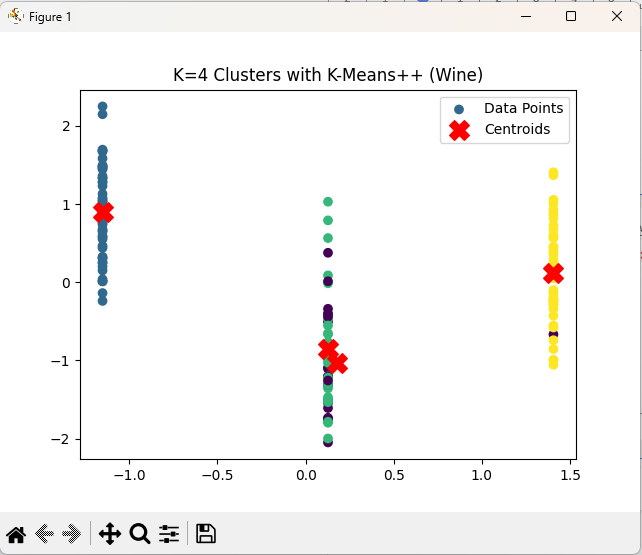 Figure 1
K=4 Clusters with K-Means++ (Wine)
Data Points
Centroids
2
1
0
−1
−2
−1.0 −0.5 0.0 0.5 1.0 1.5